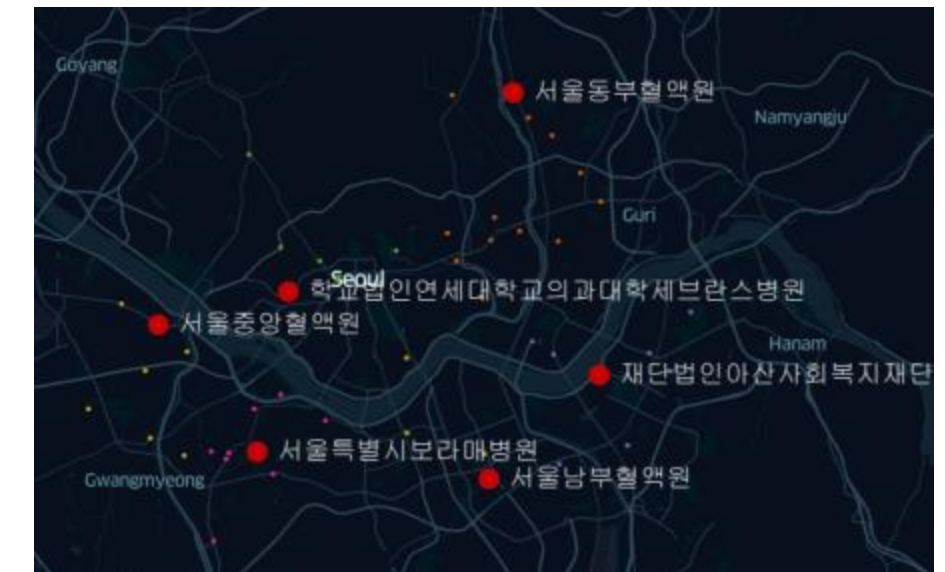 Goyang
서울동부혈액원
Namyangju
Guri
Seoul
학교법인연세대학교의과대학세브란스병원
서울중앙혈액원
Hanam
재단법인아산사회복지재단
서울특별시보라매병원
서울남부혈액원
Gwangmyeong